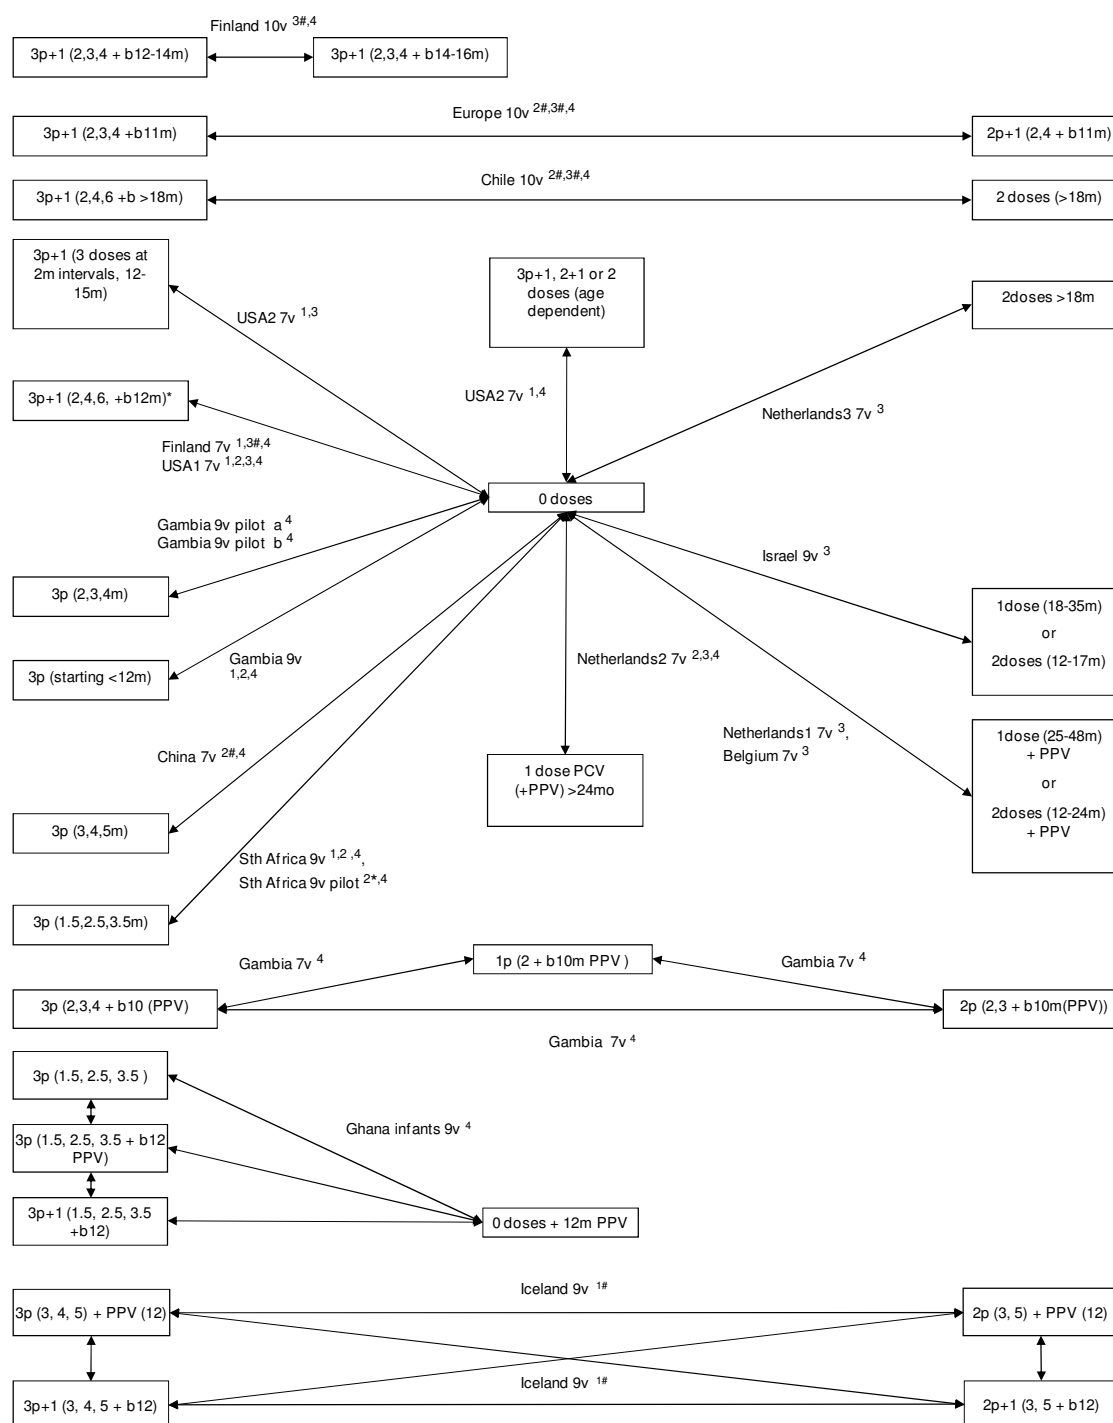 Finland 10v 3#,4
3p+1 (2,3,4 + b12-14m)
3p+1 (2,3,4 + b14-16m)
Europe 10v 2#,3#,4
3p+1 (2,3,4 +b11m)
2p+1 (2,4 + b11m)
Chile 10v 2#,3#,4
3p+1 (2,4,6 +b >18m)
2 doses (>18m)
3p+1 (3 doses at
2m intervals, 12-
15m)
3p+1, 2+1 or 2
doses (age
dependent)
2doses >18m
USA2 7v 1,3
USA2 7v 1,4
Netherlands3 7v 3
3p+1 (2,4,6, +b12m)*
Finland 7v 1,3#,4
USA1 7v 1,2,3,4
0 doses
Gambia 9v pilot a 4
Gambia 9v pilot b 4
Israel 9v 3
3p (2,3,4m)
1dose (18-35m)
or
2doses (12-17m)
Gambia 9v
1,2,4
Netherlands2 7v 2,3,4
3p (starting <12m)
China 7v 2#,4
Netherlands1 7v 3,
Belgium 7v 3
1dose (25-48m)
+ PPV
or
2doses (12-24m)
+ PPV
1 dose PCV
(+PPV) >24mo
3p (3,4,5m)
Sth Africa 9v 1,2 ,4,
Sth Africa 9v pilot 2*,4
3p (1.5,2.5,3.5m)
Gambia 7v 4
1p (2 + b10m PPV )
Gambia 7v 4
3p (2,3,4 + b10 (PPV)
2p (2,3 + b10m(PPV))
Gambia 7v 4
3p (1.5, 2.5, 3.5 )
Ghana infants 9v 4
3p (1.5, 2.5, 3.5 + b12
PPV)
3p+1 (1.5, 2.5, 3.5
+b12)
0 doses + 12m PPV
Iceland 9v 1#
3p (3, 4, 5) + PPV (12)
2p (3, 5) + PPV (12)
Iceland 9v 1#
3p+1 (3, 4, 5 + b12)
2p+1 (3, 5 + b12)